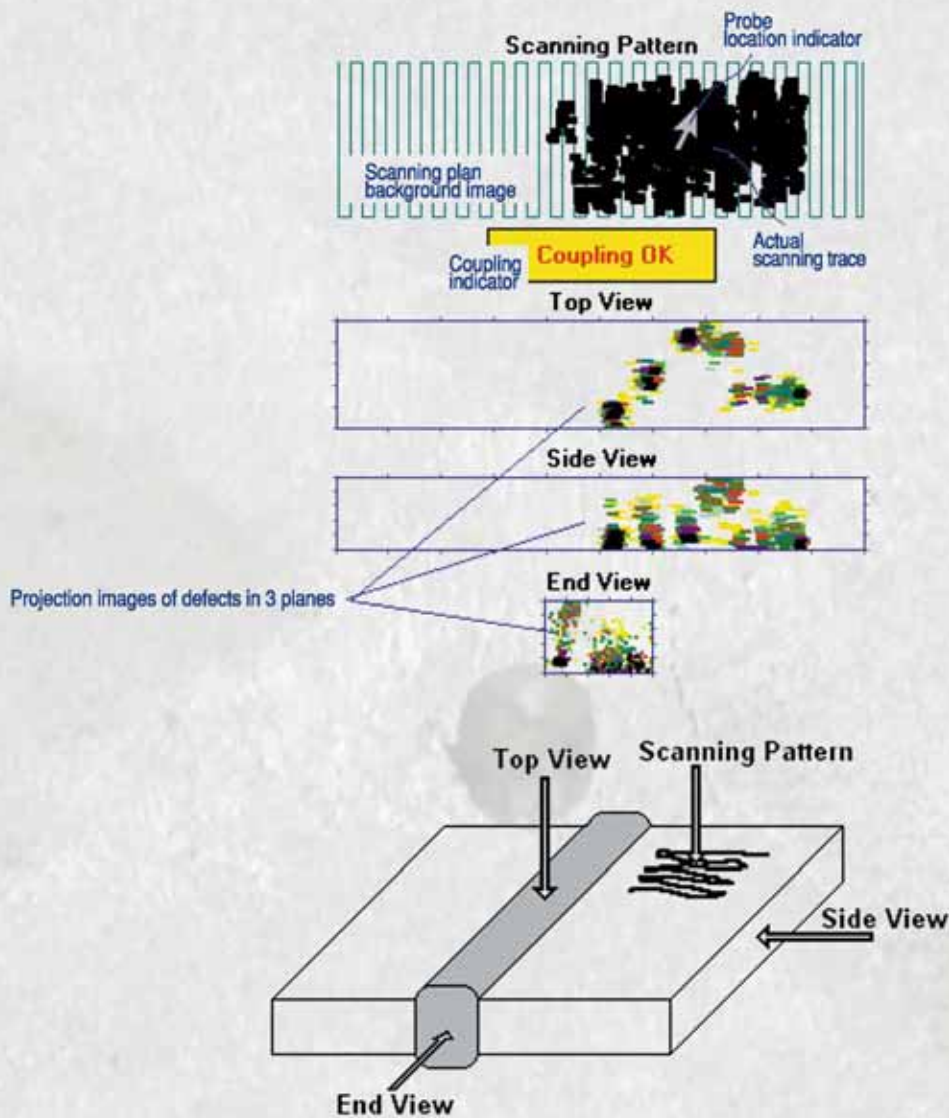 Probe
location indicator
Scanning Pattern
Scanning plan
background image
Actual
scanning trace
Coupling
indicator
Coupling OK
Top View
Side View
End View
Projection images of defects in 3 planes
Top View
Scanning Pattern
Side View
End View